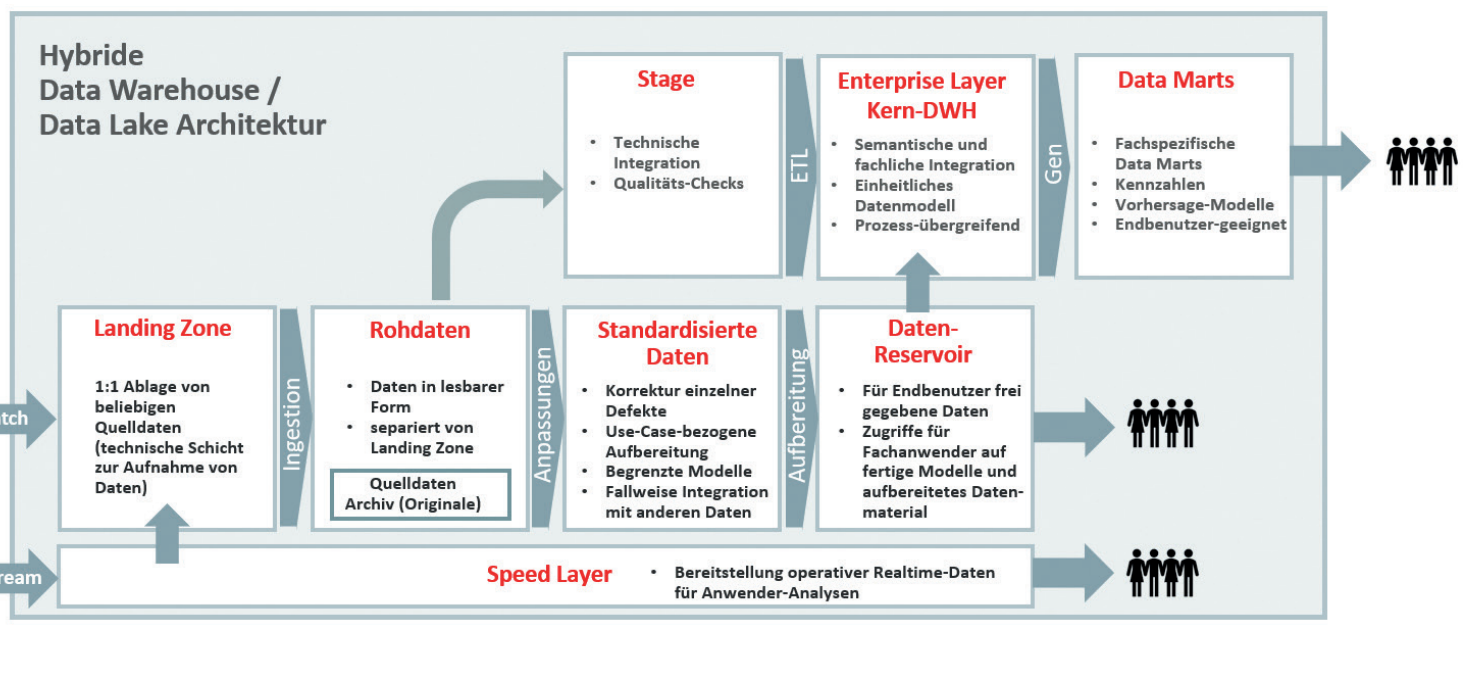 Hybride
Data Warehouse /
Data Lake Architektur
Stage
• Technische
Integration
• Qualitäts-Checks
ETL
Enterprise Layer
Kern-DWH
• Semantische und
fachliche Integration
• Einheitliches
Datenmodell
• Prozess-übergreifend
Gen
Data Marts
• Fachspezifische
Data Marts
• Kennzahlen
• Vorhersage-Modelle
• Endbenutzer-geeignet
tch
Landing Zone
1:1 Ablage von
beliebigen
Quelldaten
(technische Schicht
zur Aufnahme von
Daten)
Ingestion
Rohdaten
• Daten in lesbarer
Form
• separiert von
Landing Zone
Quelldaten
Archiv (Originale)
Anpassungen
Standardisierte
Daten
• Korrektur einzelner
Defekte
• Use-Case-bezogene
Aufbereitung
• Begrenzte Modelle
• Fallweise Integration
mit anderen Daten
Aufbereitung
Daten-
Reservoir
• Für Endbenutzer frei
gegebene Daten
• Zugriffe für
Fachanwender auf
fertige Modelle und
aufbereitetes Daten-
material
ream
Speed Layer
• Bereitstellung operativer Realtime-Daten
für Anwender-Analysen